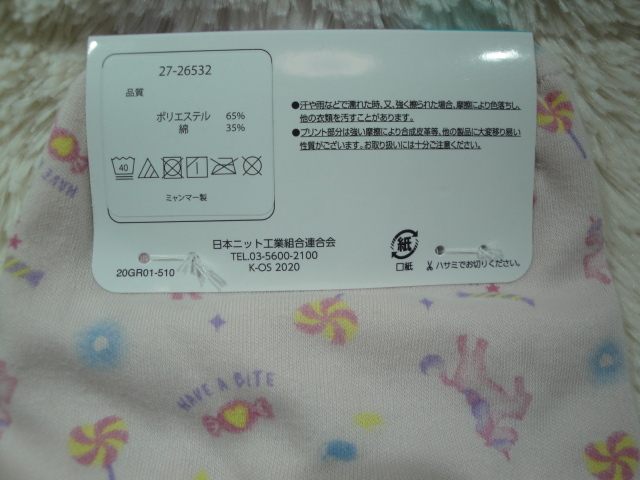 27-26532
品質
ポリエステル 65%
綿 35%
40
ミャンマー製
●汗や雨などで濡れた時、又、強く擦られた場合、摩擦により色落ちし、
他の衣類を汚すことがあります。
●プリント部分は強い摩擦により合成皮革等、他の製品に大変移り易い
性質がございます。お取り扱いには十分ご注意ください。
日本ニット工業組合連合会
TEL.03-5600-2100
K-05 2020
20GR01-510
紙
口紙
ハサミでお切りください。
HAVE A BITE
HAVE A